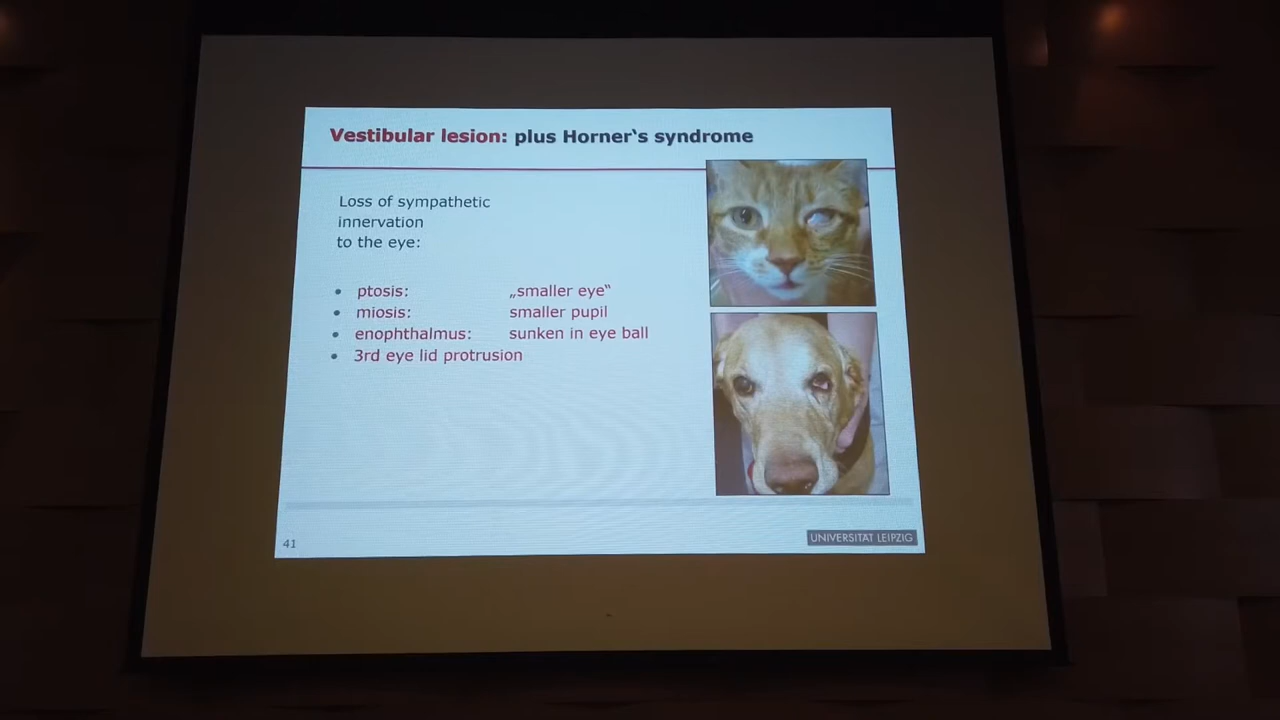 Vestibular lesion: plus Horner‘s syndrome
Loss of sympathetic
innervation
to the eye:
• ptosis: „smaller eye“
• miosis: smaller pupil
• enophthalmus: sunken in eye ball
• 3rd eye lid protrusion
41
UNIVERSITÄT LEIPZIG